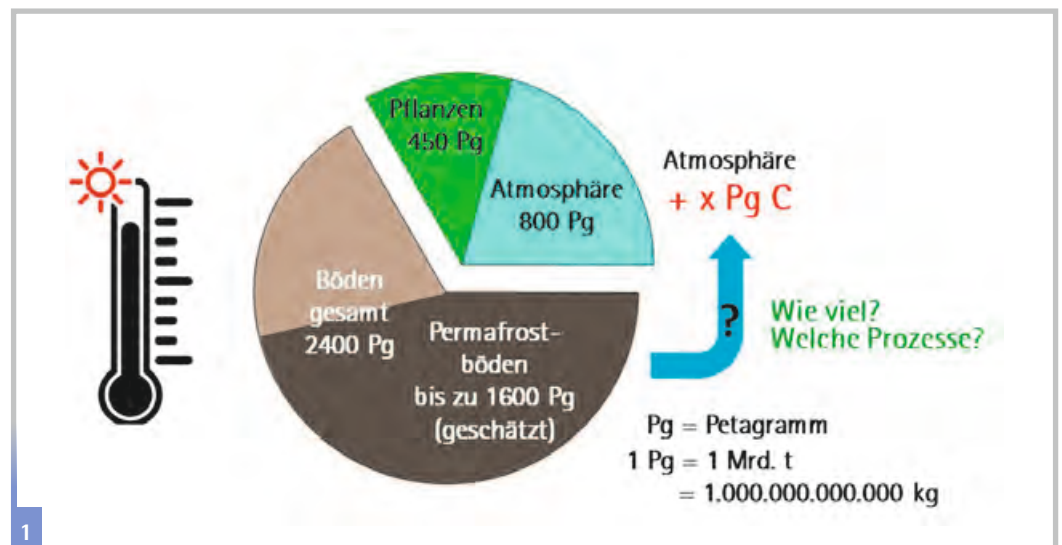 Pflanzen
450 Pg
Atmosphäre
800 Pg
Atmosphäre
+ x Pg C
Böden
gesamt
2400 Pg
Permafrost-
böden
bis zu 1600 Pg
(geschätzt)
?
Wie viel?
Welche Prozesse?
Pg = Petagramm
1 Pg = 1 Mrd. t
= 1.000.000.000.000 kg
1